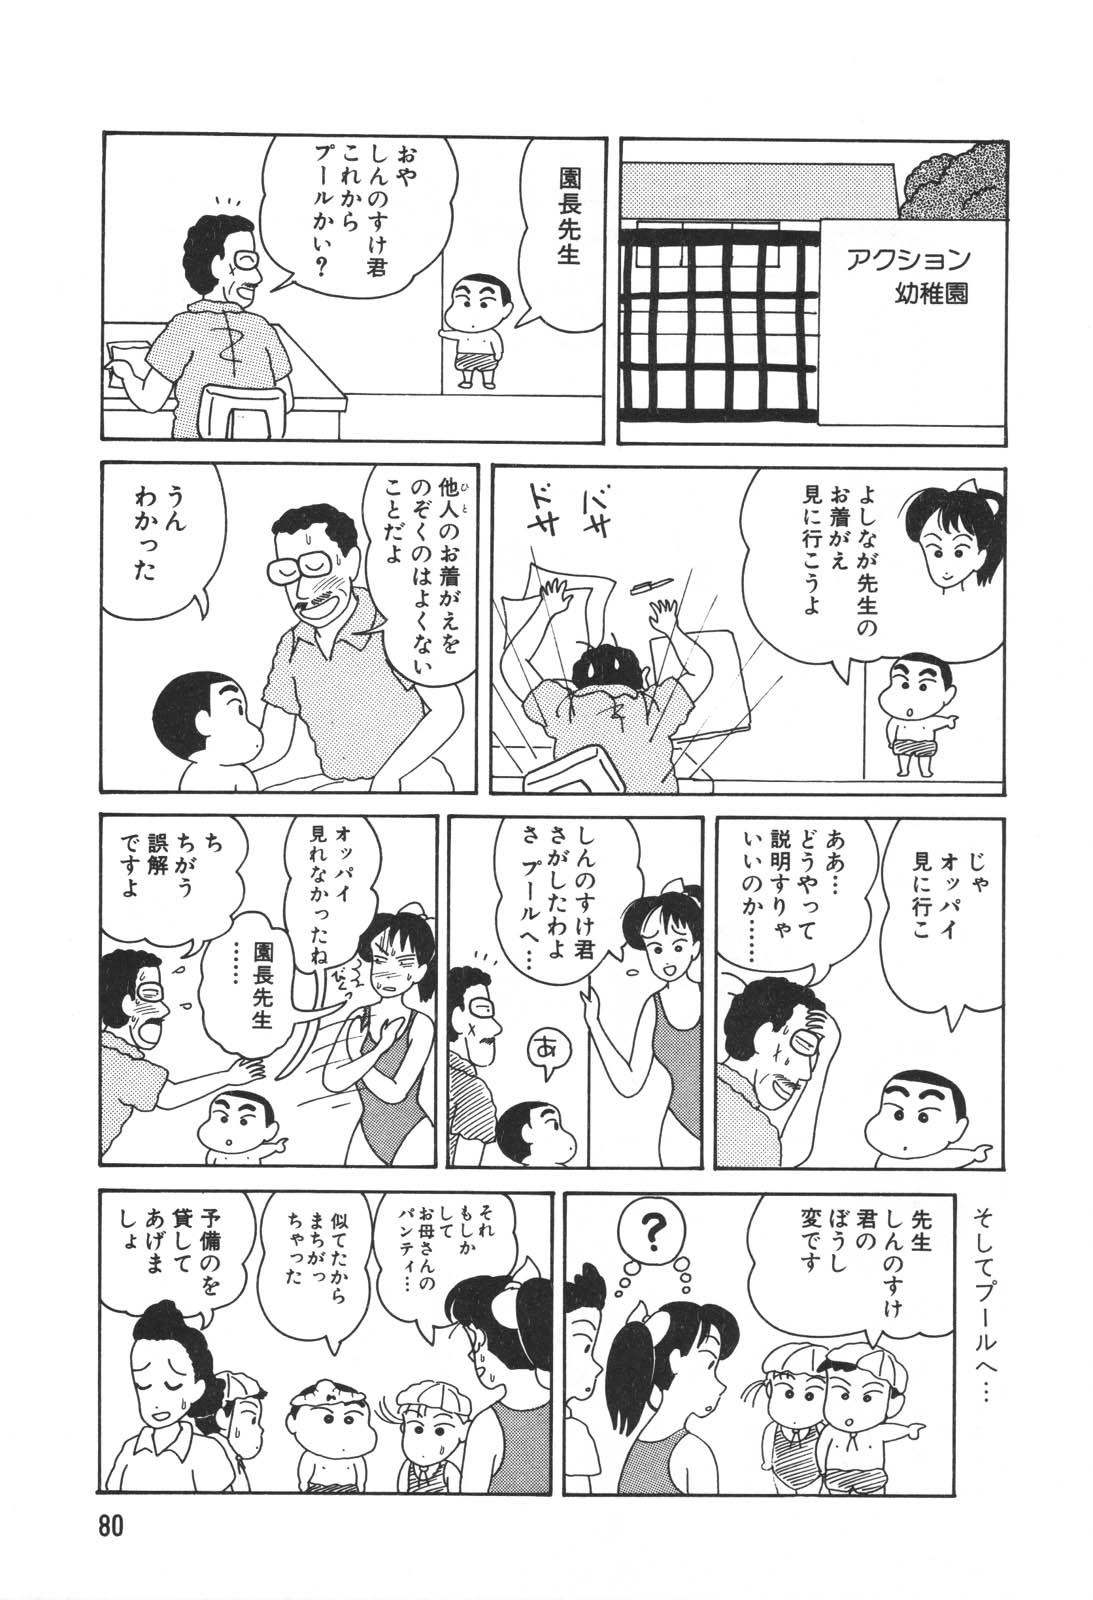 アクション
幼稚園
園長先生
おや
しんのすけ君
これから
プールかい？
よしなが先生の
お着がえ
見に行こうよ
バサ
ドサ
他人のお着がえを
ひと
のぞくのはよくない
ことだよ
うん
わかった
じゃ
オッパイ
見に行こ
ああ…
どうやって
説明すりゃ
いいのか……
しんのすけ君
さがしたわよ
さ プールへ…
あ
オッパイ
見れなかったね
園長先生
……
びくっ
ち
ちがう
誤解
ですよ
そしてプールへ…
先生
しんのすけ
君の
ぼうし
変です
？
それ
もしか
して
お母さんの
パンティ…
似てたから
まちがっ
ちゃった
予備のを
貸して
あげま
しょ
80